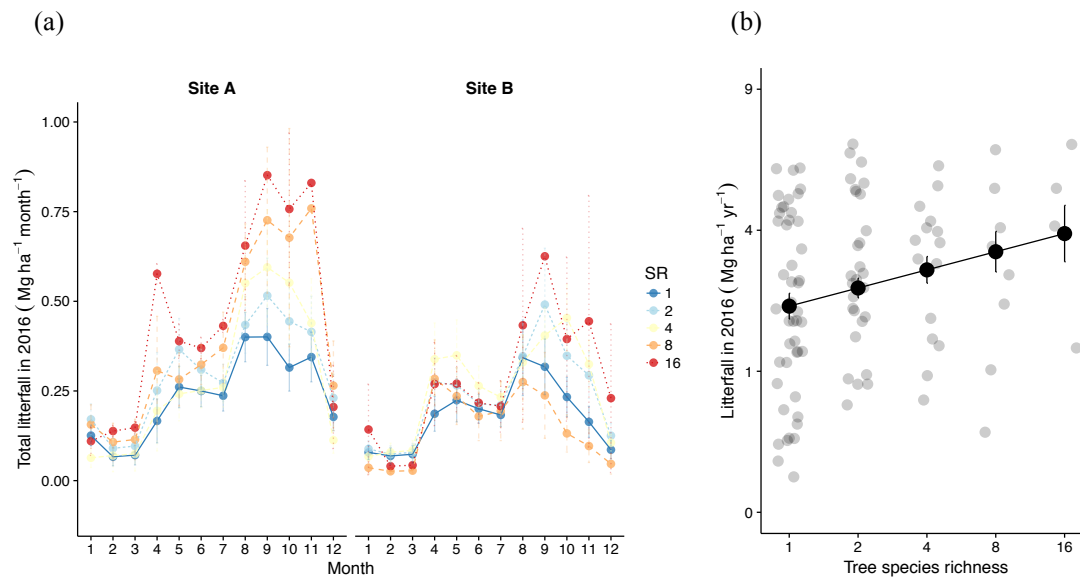 (a)
(b)
Site A
Site B
Total litterfall in 2016 ( Mg ha⁻¹ month⁻¹)
1.00
0.75
0.50
0.25
0.00
1 2 3 4 5 6 7 8 9 10 11 12
1 2 3 4 5 6 7 8 9 10 11 12
Month
SR
1
2
4
8
16
Litterfall in 2016 ( Mg ha⁻¹ yr⁻¹)
9
4
1
0
1 2 4 8 16
Tree species richness